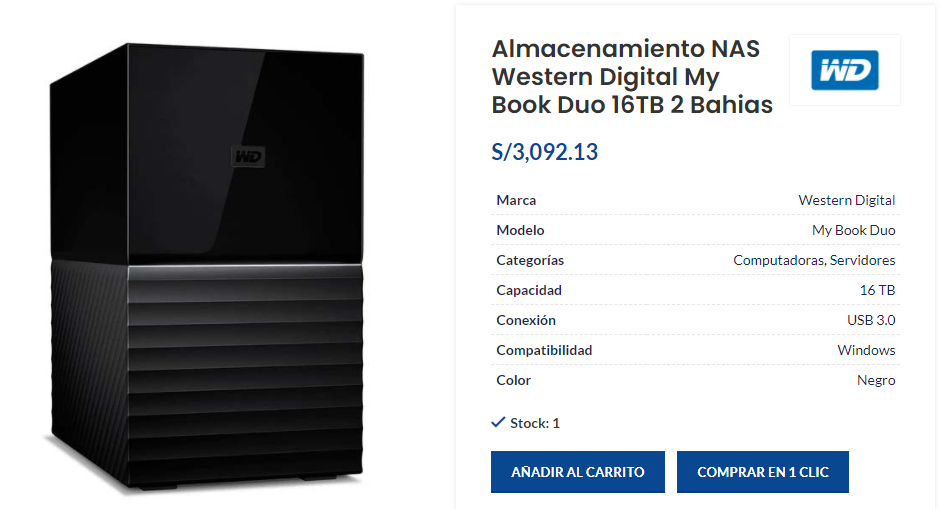 WD
Almacenamiento NAS
Western Digital My
Book Duo 16TB 2 Bahias
WD
S/3,092.13
Marca Western Digital
Modelo My Book Duo
Categorías Computadoras, Servidores
Capacidad 16 TB
Conexión USB 3.0
Compatibilidad Windows
Color Negro
Stock: 1
AÑADIR AL CARRITO COMPRAR EN 1 CLIC